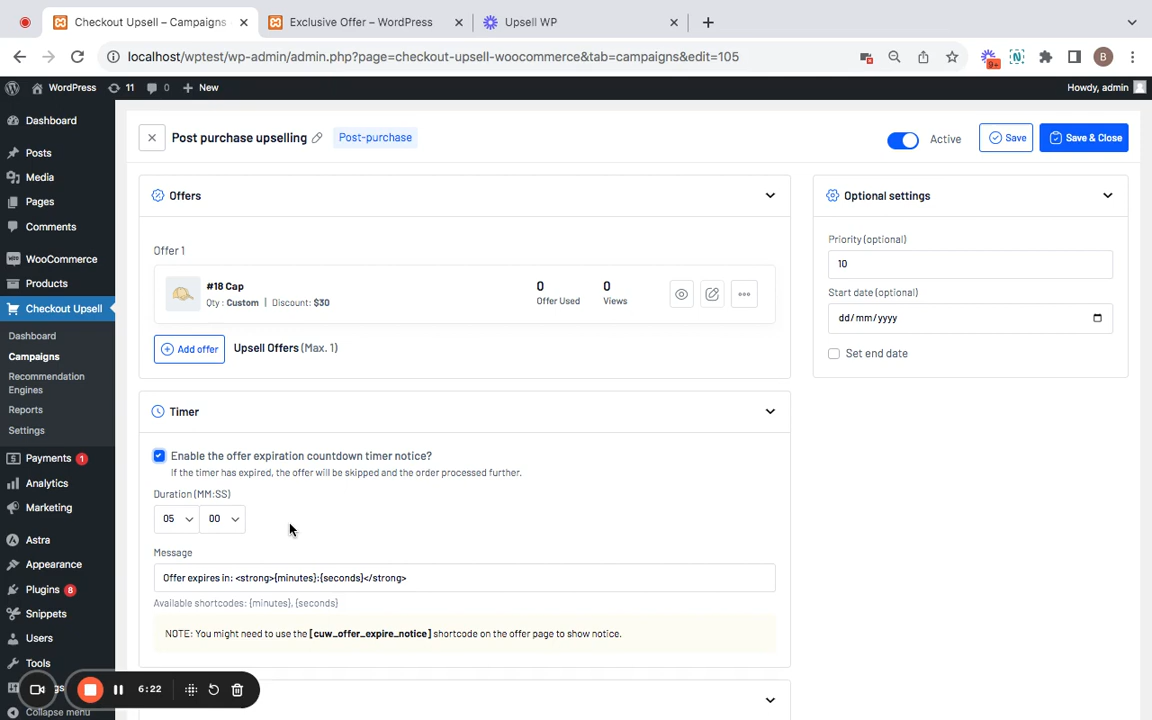 Checkout Upsell – Campaigns
Exclusive Offer – WordPress
Upsell WP
localhost/wptest/wp-admin/admin.php?page=checkout-upsell-woocommerce&tab=campaigns&edit=105
9+
N
B
WordPress
11
0
New
Howdy, admin
Dashboard
Posts
Media
Pages
Comments
WooCommerce
Products
Checkout Upsell
Dashboard
Campaigns
Recommendation
Engines
Reports
Settings
Payments 1
Analytics
Marketing
Astra
Appearance
Plugins 8
Snippets
Users
Tools
Collapse menu
Post purchase upselling
Post-purchase
Active
Save
Save & Close
Offers
Offer 1
#18 Cap
Qty : Custom | Discount: $30
0
Offer Used
0
Views
Add offer
Upsell Offers (Max. 1)
Timer
Enable the offer expiration countdown timer notice?
If the timer has expired, the offer will be skipped and the order processed further.
Duration (MM:SS)
05
00
Message
Offer expires in: <strong>{minutes}:{seconds}</strong>
Available shortcodes: {minutes}, {seconds}
NOTE: You might need to use the [cuw_offer_expire_notice] shortcode on the offer page to show notice.
Optional settings
Priority (optional)
10
Start date (optional)
dd/mm/yyyy
Set end date
6:22